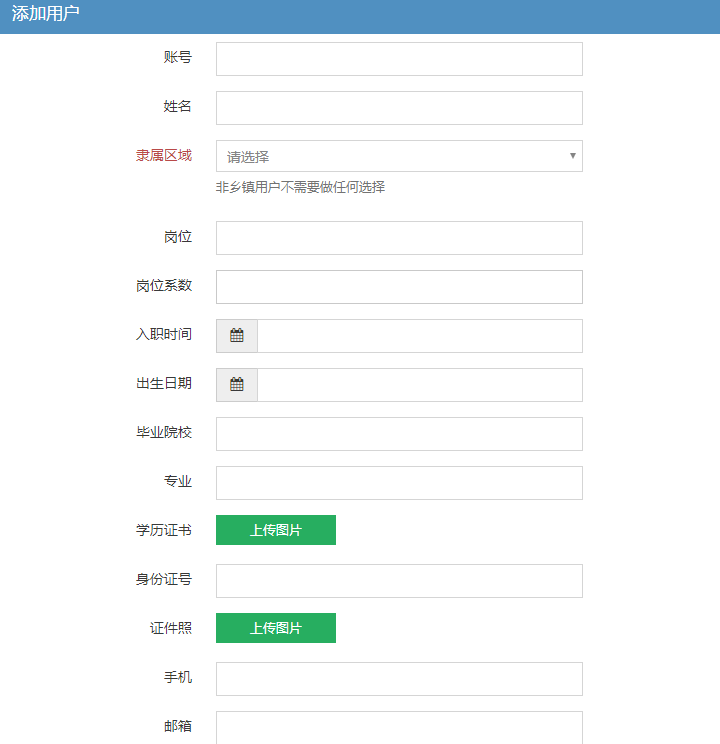 添加用户
账号
姓名
隶属区域 请选择
非乡镇用户不需要做任何选择
岗位
岗位系数
入职时间
出生日期
毕业院校
专业
学历证书 上传图片
身份证号
证件照 上传图片
手机
邮箱